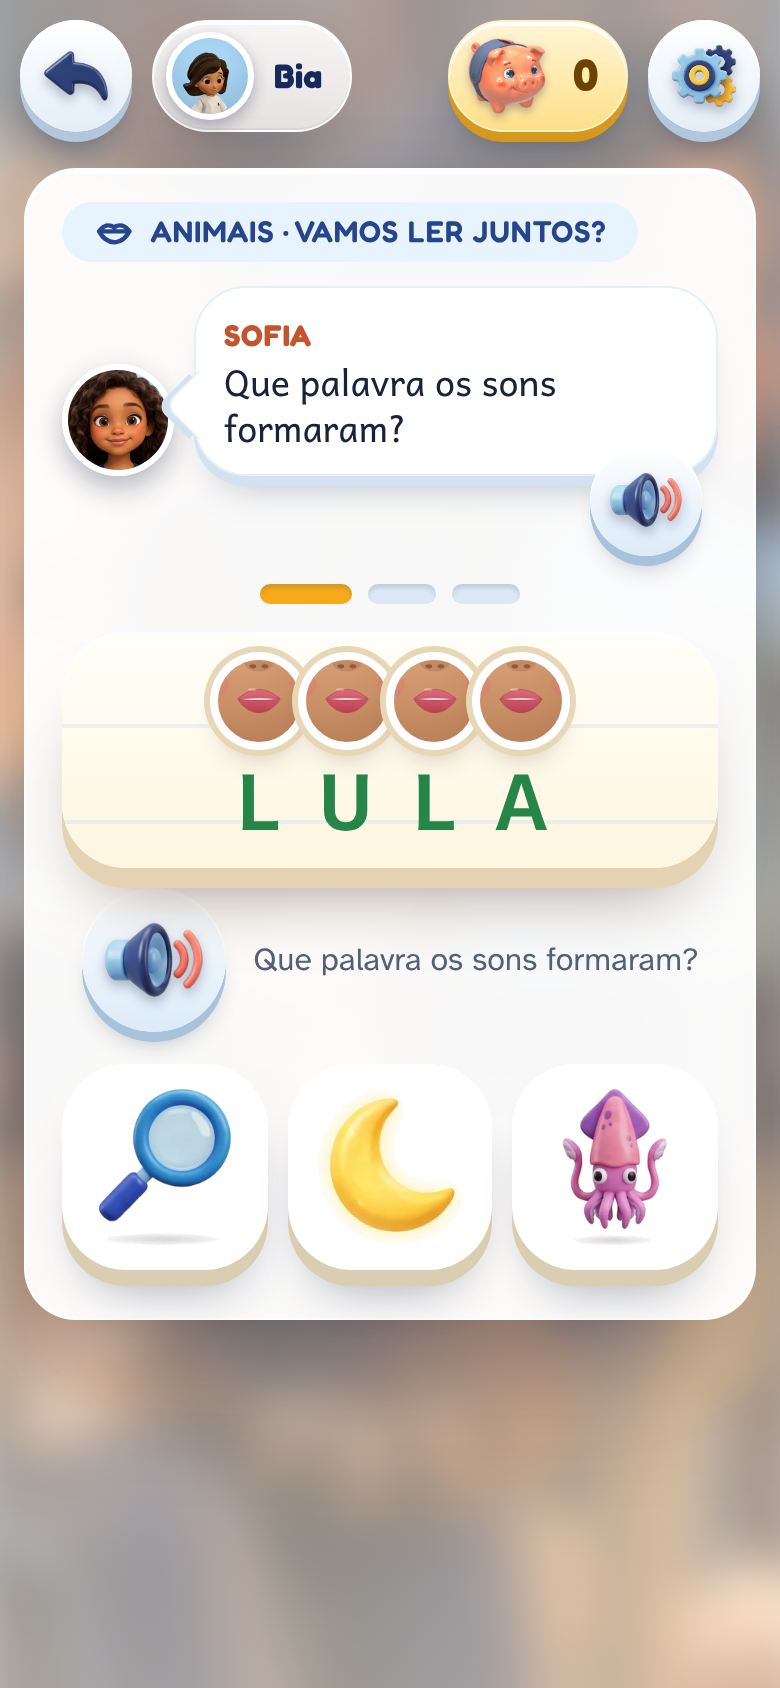 Bia
0
ANIMAIS · VAMOS LER JUNTOS?
SOFIA
Que palavra os sons
formaram?
L U L A
Que palavra os sons formaram?